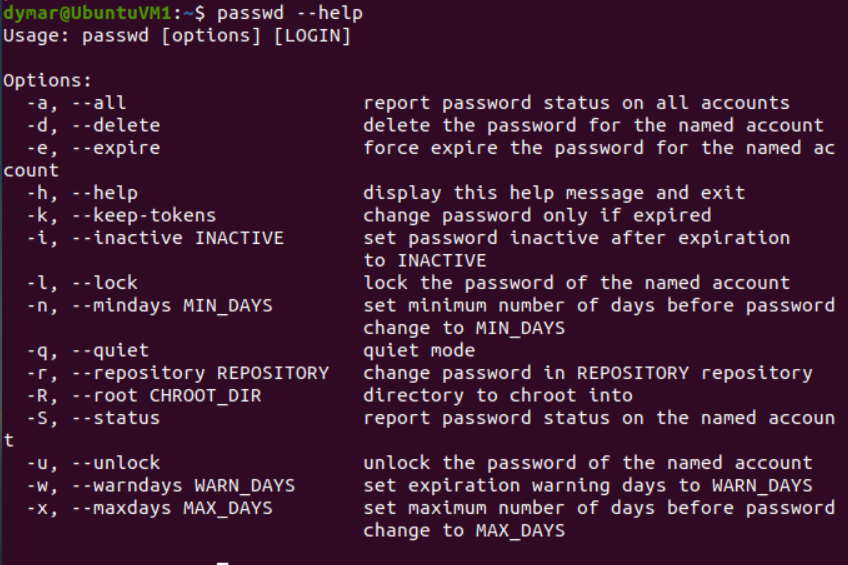 dymar@UbuntuVM1:~$ passwd --help
Usage: passwd [options] [LOGIN]

Options:
  -a, --all                     report password status on all accounts
  -d, --delete                  delete the password for the named account
  -e, --expire                  force expire the password for the named ac
count
  -h, --help                    display this help message and exit
  -k, --keep-tokens             change password only if expired
  -i, --inactive INACTIVE       set password inactive after expiration
                                to INACTIVE
  -l, --lock                    lock the password of the named account
  -n, --mindays MIN_DAYS        set minimum number of days before password
                                change to MIN_DAYS
  -q, --quiet                   quiet mode
  -r, --repository REPOSITORY   change password in REPOSITORY repository
  -R, --root CHROOT_DIR         directory to chroot into
  -S, --status                  report password status on the named accoun
t
  -u, --unlock                  unlock the password of the named account
  -w, --warndays WARN_DAYS      set expiration warning days to WARN_DAYS
  -x, --maxdays MAX_DAYS        set maximum number of days before password
                                change to MAX_DAYS